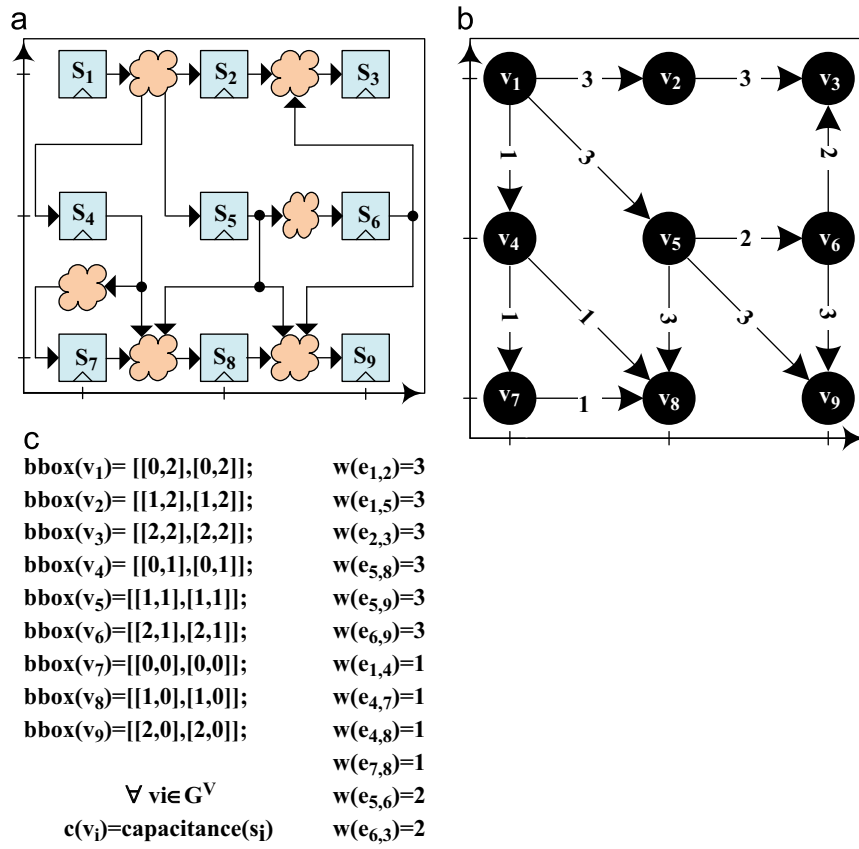 a
S1
S2
S3
S4
S5
S6
S7
S8
S9
b
v1
3
v2
3
v3
1
3
2
v4
v5
2
v6
1
1
3
3
3
v7
1
v8
v9
c
bbox(v1)= [[0,2],[0,2]]; w(e1,2)=3
bbox(v2)= [[1,2],[1,2]]; w(e1,5)=3
bbox(v3)= [[2,2],[2,2]]; w(e2,3)=3
bbox(v4)= [[0,1],[0,1]]; w(e5,8)=3
bbox(v5)=[[1,1],[1,1]]; w(e5,9)=3
bbox(v6)=[[2,1],[2,1]]; w(e6,9)=3
bbox(v7)=[[0,0],[0,0]]; w(e1,4)=1
bbox(v8)=[[1,0],[1,0]]; w(e4,7)=1
bbox(v9)=[[2,0],[2,0]]; w(e4,8)=1
w(e7,8)=1
∀ vi∈G^V w(e5,6)=2
c(vi)=capacitance(si) w(e6,3)=2